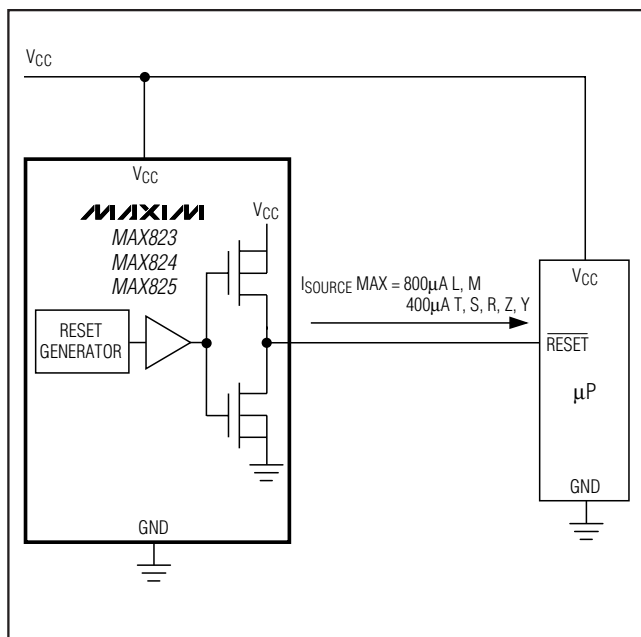 VCC
VCC
MAXIM
MAX823
MAX824
MAX825
VCC
RESET
GENERATOR
GND
ISOURCE MAX = 800µA L, M
400µA T, S, R, Z, Y
VCC
RESET
µP
GND